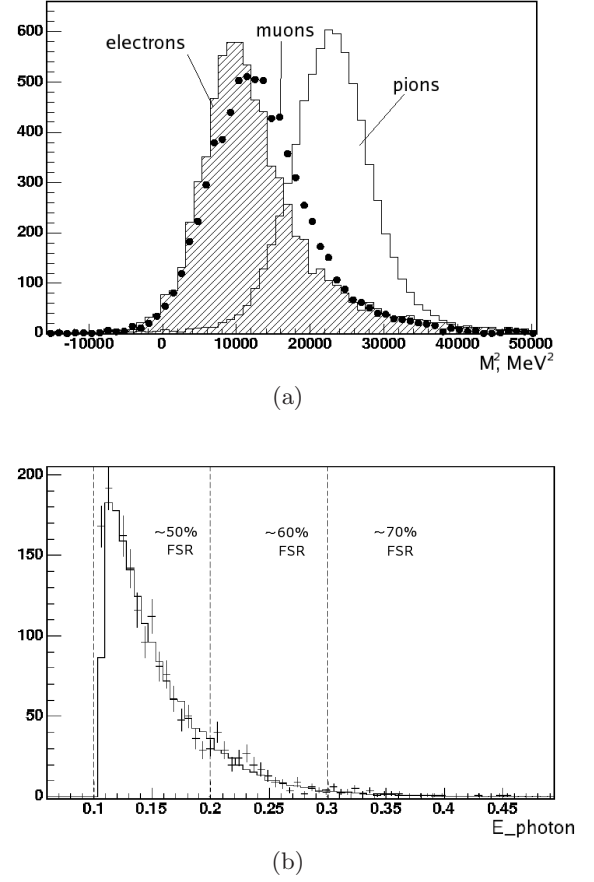 600
500
400
300
200
100
0
electrons
muons
pions
-10000 0 10000 20000 30000 40000 50000
M², MeV²
(a)
200
150
100
50
0
~50% FSR
~60% FSR
~70% FSR
0.1 0.15 0.2 0.25 0.3 0.35 0.4 0.45
E_photon
(b)